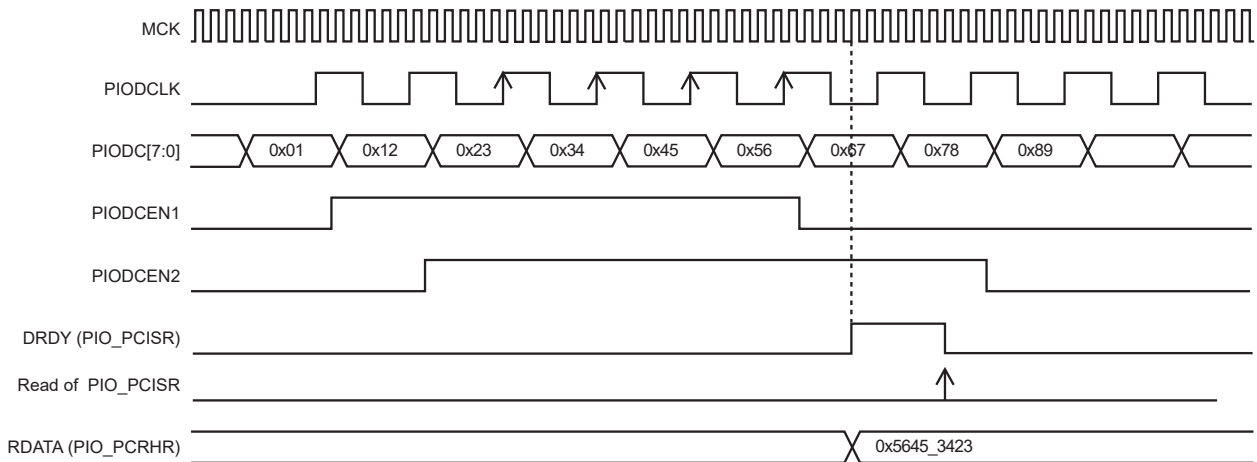 MCK
PIODCLK
PIODC[7:0] 0x01 0x12 0x23 0x34 0x45 0x56 0x67 0x78 0x89
PIODCEN1
PIODCEN2
DRDY (PIO_PCISR)
Read of PIO_PCISR
RDATA (PIO_PCRHR) 0x5645_3423